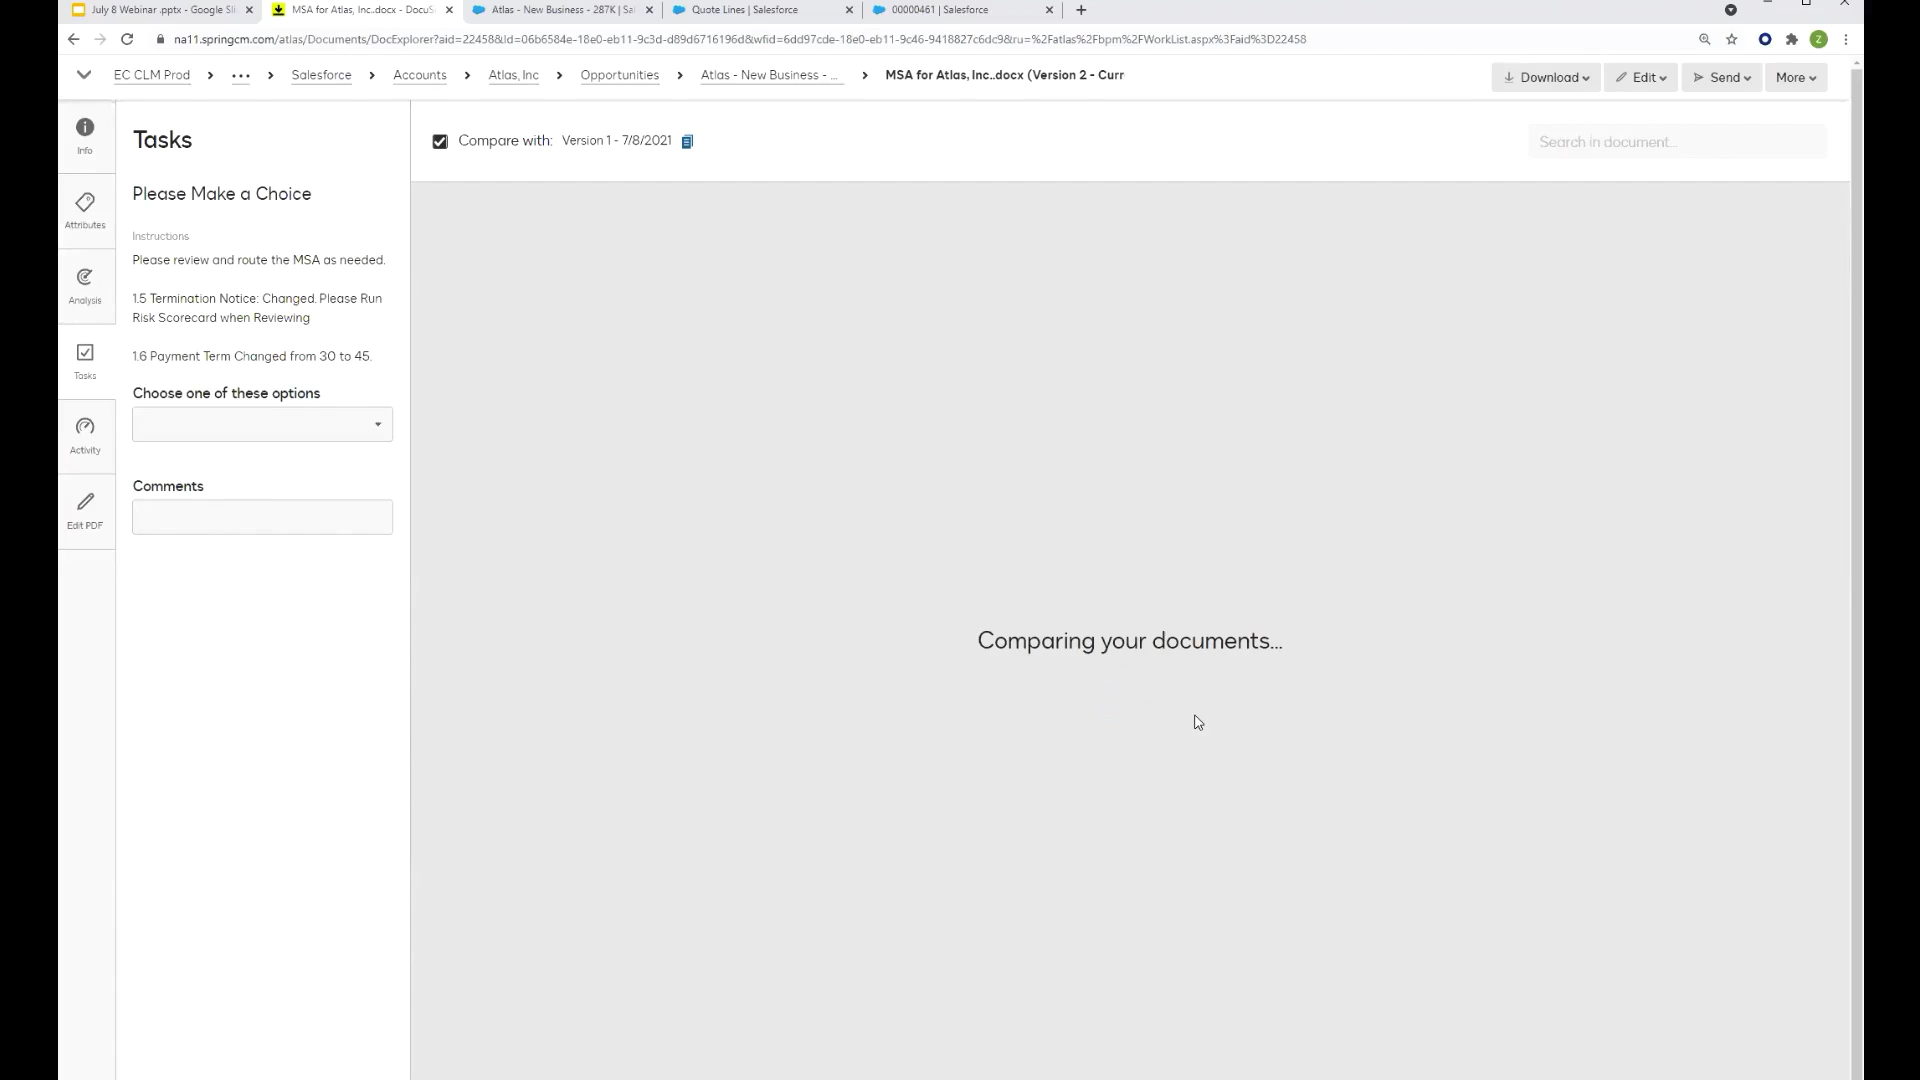 July 8 Webinar .pptx - Google Sli
MSA for Atlas, Inc..docx - DocuS
Atlas - New Business - 287K | Sal
Quote Lines | Salesforce
00000461 | Salesforce
na11.springcm.com/atlas/Documents/DocExplorer?aid=22458&ld=06b6584e-18e0-eb11-9c3d-d89d6716196d&wfid=6dd97cde-18e0-eb11-9c46-9418827c6dc9&ru=%2Fatlas%2Fbpm%2FWorkList.aspx%3Faid%3D22458
Z
EC CLM Prod > ... > Salesforce > Accounts > Atlas, Inc > Opportunities > Atlas - New Business - ... > MSA for Atlas, Inc..docx (Version 2 - Curr
Download
Edit
Send
More
Info
Attributes
Analysis
Tasks
Activity
Edit PDF
Tasks
Please Make a Choice
Instructions
Please review and route the MSA as needed.
1.5 Termination Notice: Changed. Please Run
Risk Scorecard when Reviewing
1.6 Payment Term Changed from 30 to 45.
Choose one of these options
Comments
Compare with: Version 1 - 7/8/2021
Search in document...
Comparing your documents...